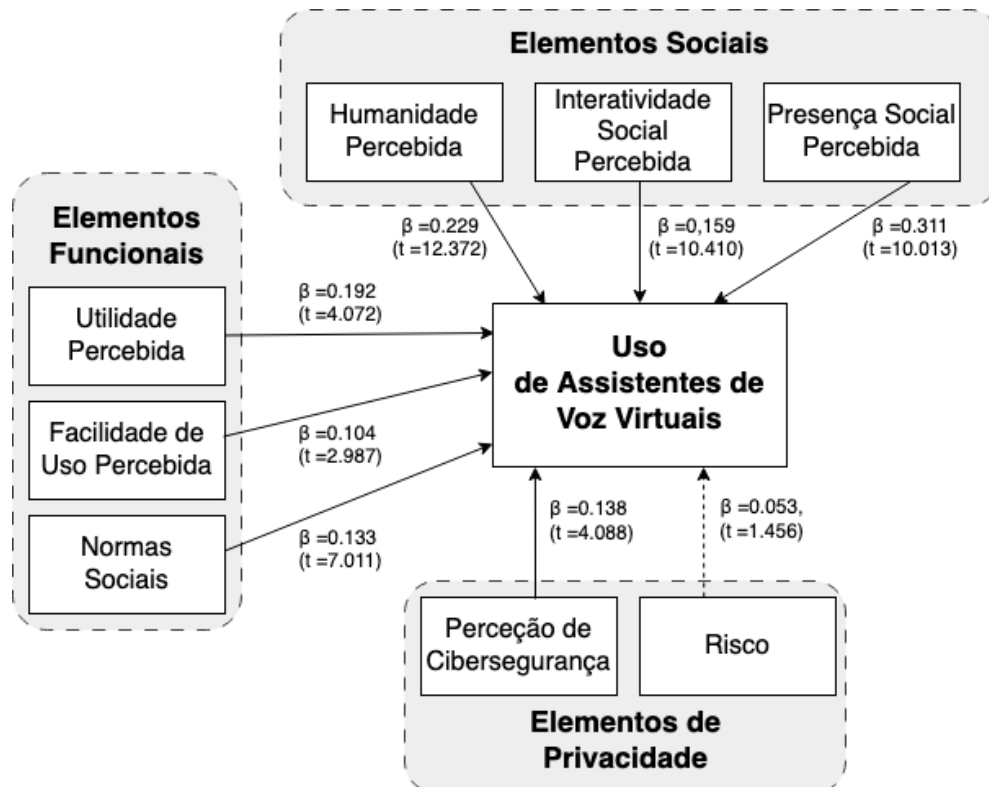 Elementos Sociais
Humanidade
Percebida
Interatividade
Social
Percebida
Presença Social
Percebida
β =0.229
(t =12.372)
β =0,159
(t =10.410)
β =0.311
(t =10.013)
Elementos
Funcionais
Utilidade
Percebida
Facilidade de
Uso Percebida
Normas
Sociais
β =0.192
(t =4.072)
β =0.104
(t =2.987)
β =0.133
(t =7.011)
Uso
de Assistentes de
Voz Virtuais
β =0.138
(t =4.088)
β =0.053,
(t =1.456)
Perceção de
Cibersegurança
Risco
Elementos de
Privacidade